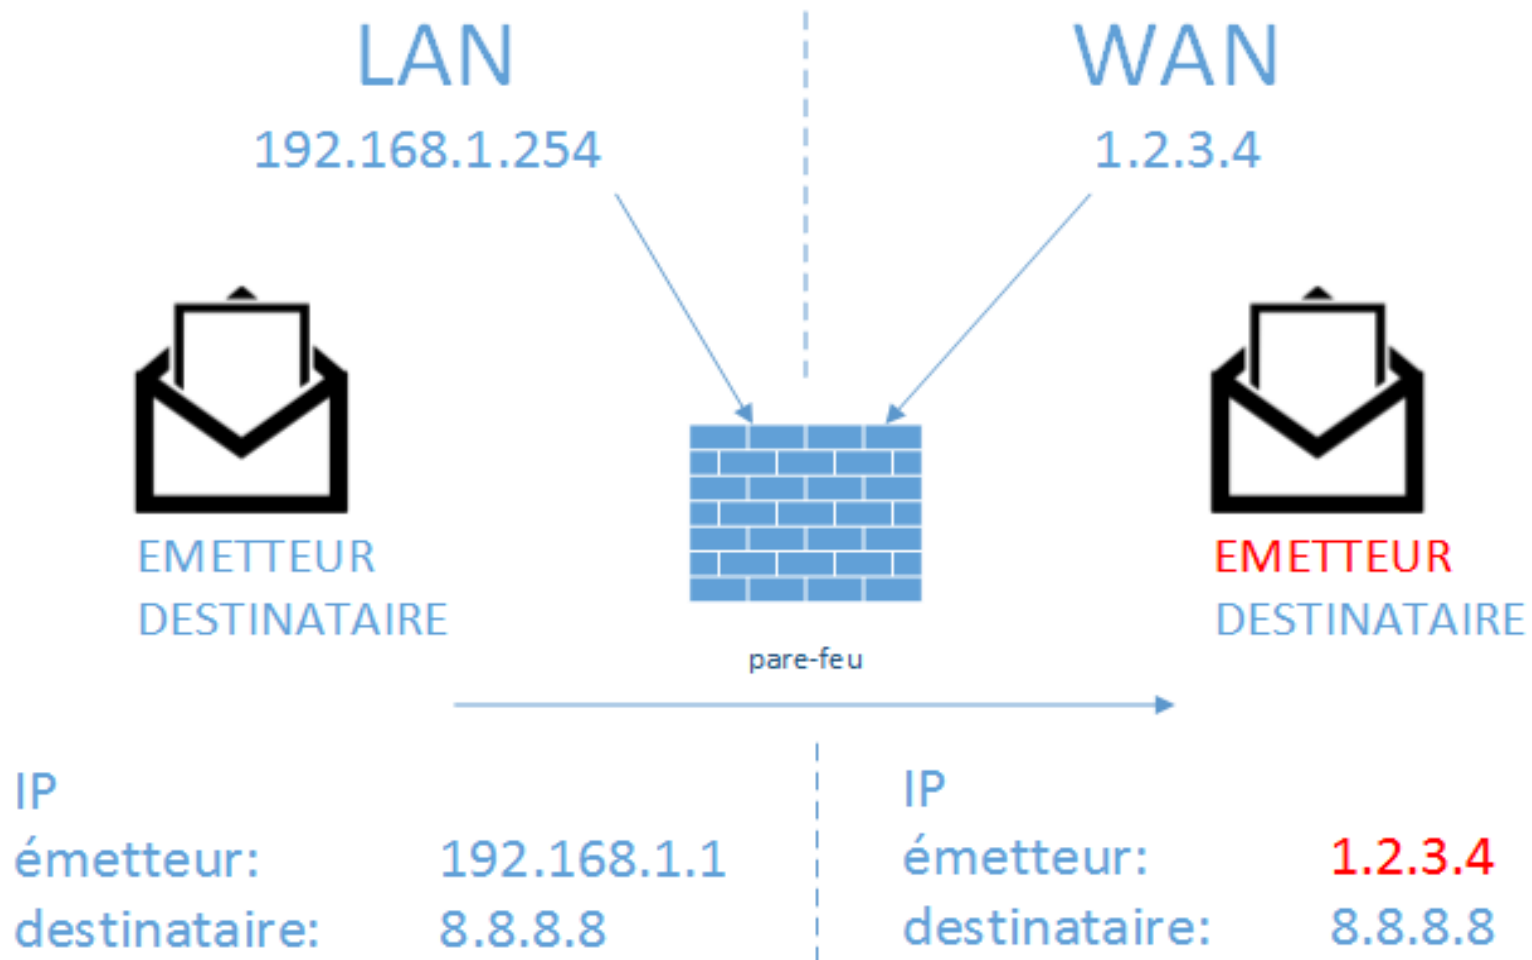 LAN
192.168.1.254
WAN
1.2.3.4
EMETTEUR
DESTINATAIRE
EMETTEUR
DESTINATAIRE
pare-feu
IP
émetteur: 192.168.1.1
destinataire: 8.8.8.8
IP
émetteur: 1.2.3.4
destinataire: 8.8.8.8